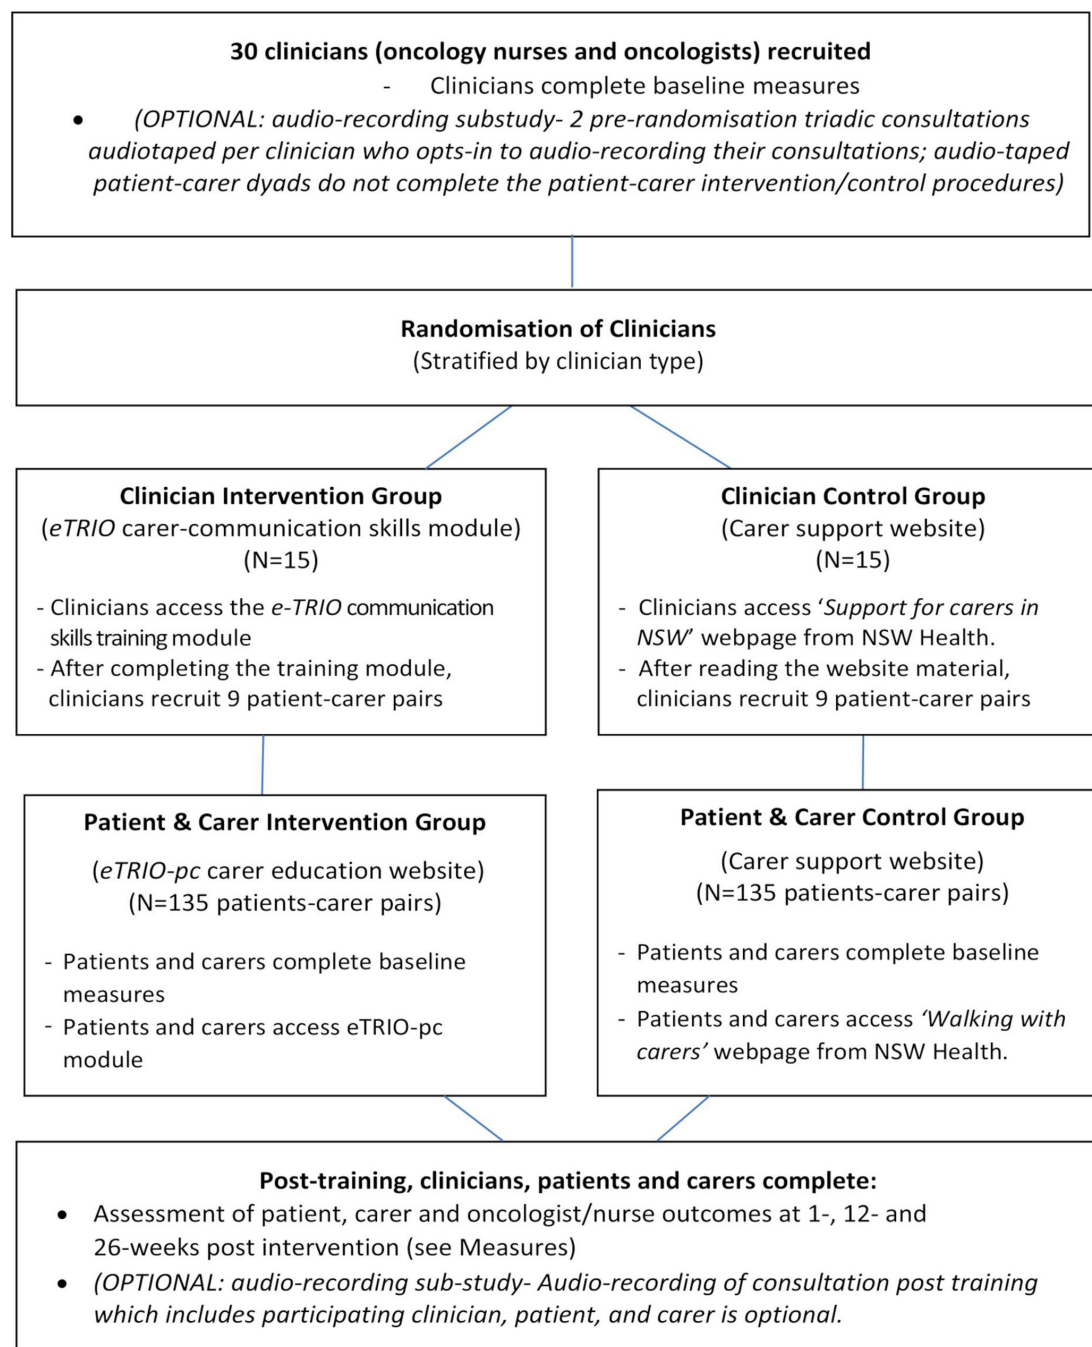 30 clinicians (oncology nurses and oncologists) recruited
- Clinicians complete baseline measures
• (OPTIONAL: audio-recording substudy- 2 pre-randomisation triadic consultations
audiotaped per clinician who opts-in to audio-recording their consultations; audio-taped
patient-carer dyads do not complete the patient-carer intervention/control procedures)
Randomisation of Clinicians
(Stratified by clinician type)
Clinician Intervention Group
(eTRIO carer-communication skills module)
(N=15)
- Clinicians access the e-TRIO communication
skills training module
- After completing the training module,
clinicians recruit 9 patient-carer pairs
Clinician Control Group
(Carer support website)
(N=15)
- Clinicians access ‘Support for carers in
NSW’ webpage from NSW Health.
- After reading the website material,
clinicians recruit 9 patient-carer pairs
Patient & Carer Intervention Group
(eTRIO-pc carer education website)
(N=135 patients-carer pairs)
- Patients and carers complete baseline
measures
- Patients and carers access eTRIO-pc
module
Patient & Carer Control Group
(Carer support website)
(N=135 patients-carer pairs)
- Patients and carers complete baseline
measures
- Patients and carers access ‘Walking with
carers’ webpage from NSW Health.
Post-training, clinicians, patients and carers complete:
• Assessment of patient, carer and oncologist/nurse outcomes at 1-, 12- and
26-weeks post intervention (see Measures)
• (OPTIONAL: audio-recording sub-study- Audio-recording of consultation post training
which includes participating clinician, patient, and carer is optional.